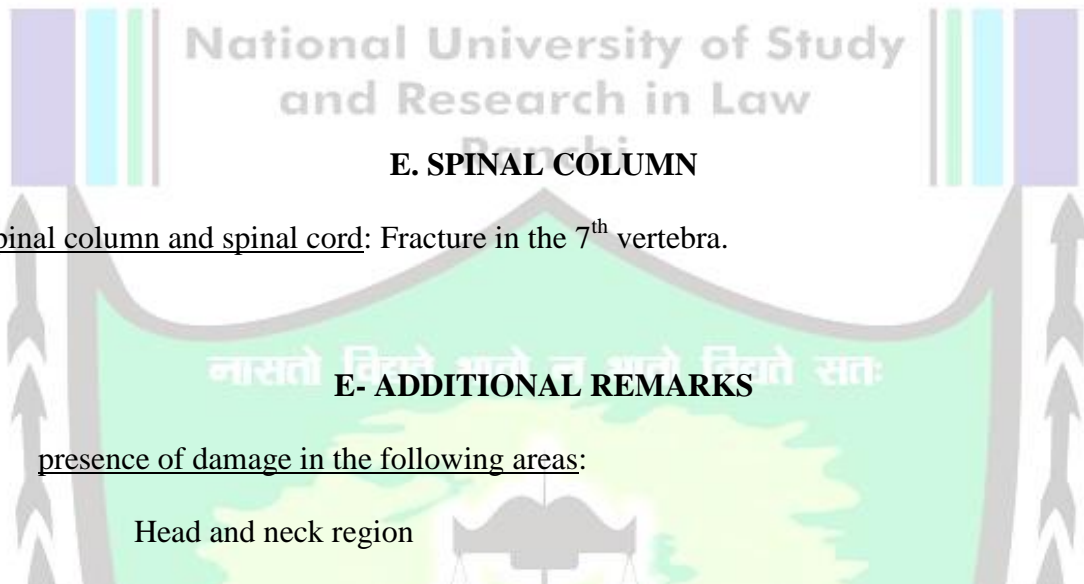 National University of Study
and Research in Law
Ranchi
E. SPINAL COLUMN
pinal column and spinal cord: Fracture in the 7th vertebra.
नासतो विद्यते भावो न भावो विद्यते सतः
E- ADDITIONAL REMARKS
presence of damage in the following areas:
Head and neck region